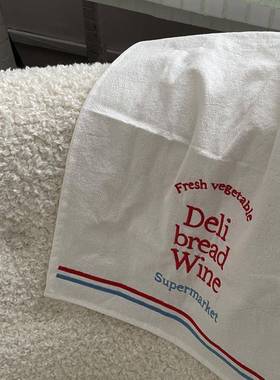 Fresh vegetable
Deli
bread
Wine
Supermarket